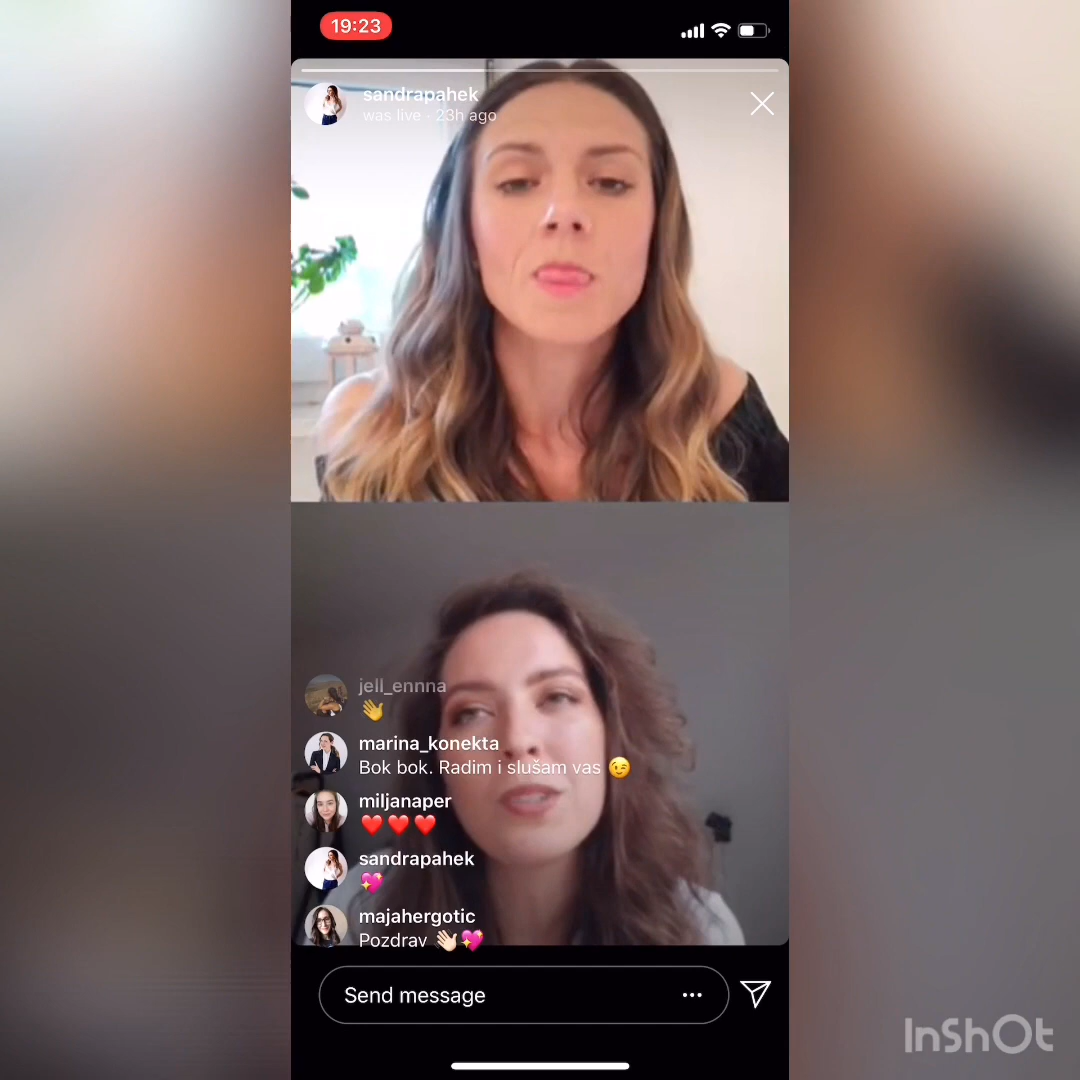 19:23
sandrapahek
was live · 23h ago
jell_ennna
👋
marina_konekta
Bok bok. Radim i slušam vas 😉
miljanaper
❤️❤️❤️
sandrapahek
💖
majahergotic
Pozdrav 👋🏻💖
Send message
InShOt